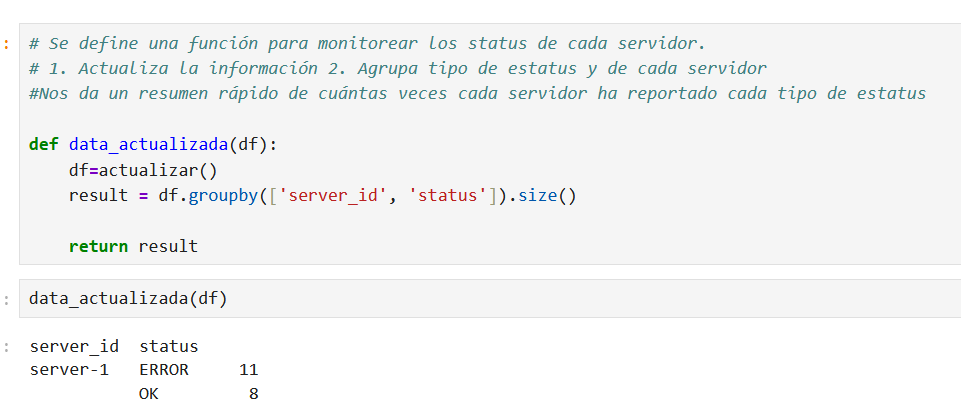 # Se define una función para monitorear los status de cada servidor.
# 1. Actualiza la información 2. Agrupa tipo de estatus y de cada servidor
#Nos da un resumen rápido de cuántas veces cada servidor ha reportado cada tipo de estatus
def data_actualizada(df):
    df=actualizar()
    result = df.groupby(['server_id', 'status']).size()
    return result
data_actualizada(df)
server_id  status
server-1   ERROR     11
           OK         8